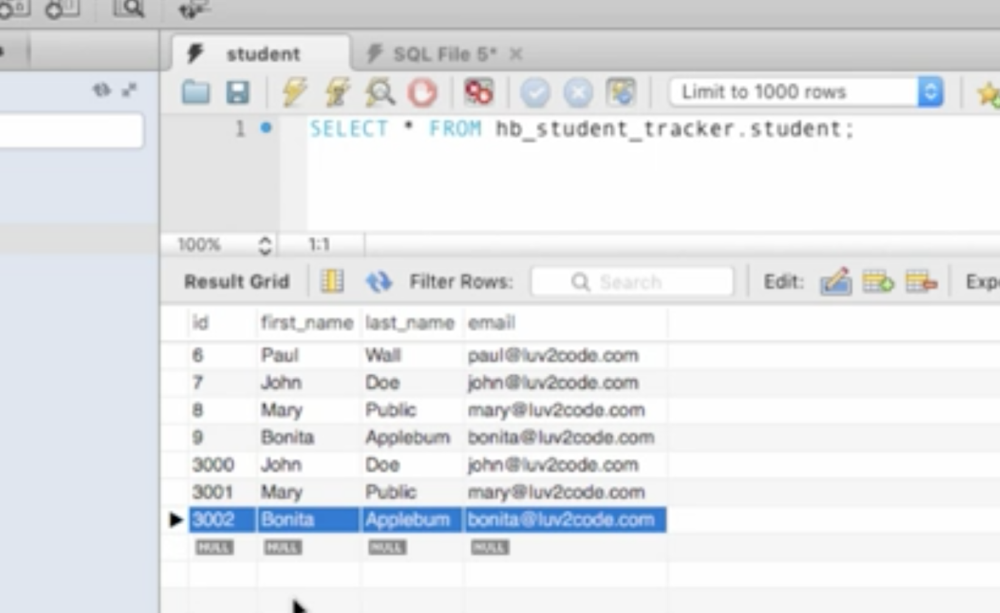 student SQL File 5*
Limit to 1000 rows
1 SELECT * FROM hb_student_tracker.student;
100% 1:1
Result Grid Filter Rows: Search Edit:
id first_name last_name email
6 Paul Wall paul@luv2code.com
7 John Doe john@luv2code.com
8 Mary Public mary@luv2code.com
9 Bonita Applebum bonita@luv2code.com
3000 John Doe john@luv2code.com
3001 Mary Public mary@luv2code.com
3002 Bonita Applebum bonita@luv2code.com
NULL NULL NULL NULL